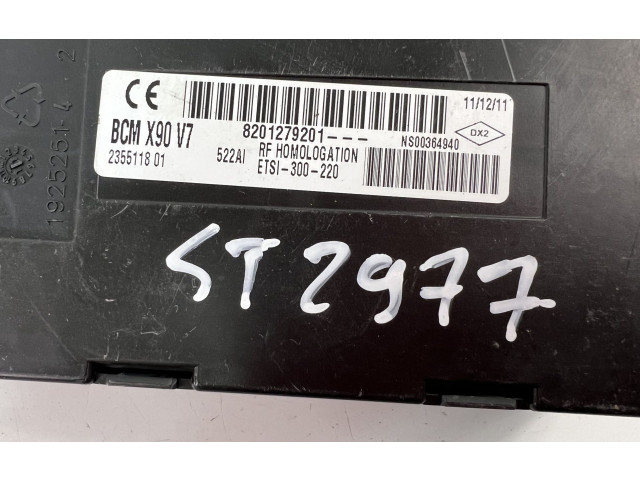 CE 11/12/11
BCM X90 V7 8201279201--- NS00364940 DX2
2355118 01 522AI RF HOMOLOGATION
ETSI-300-220
1925251-4 2
ST2977